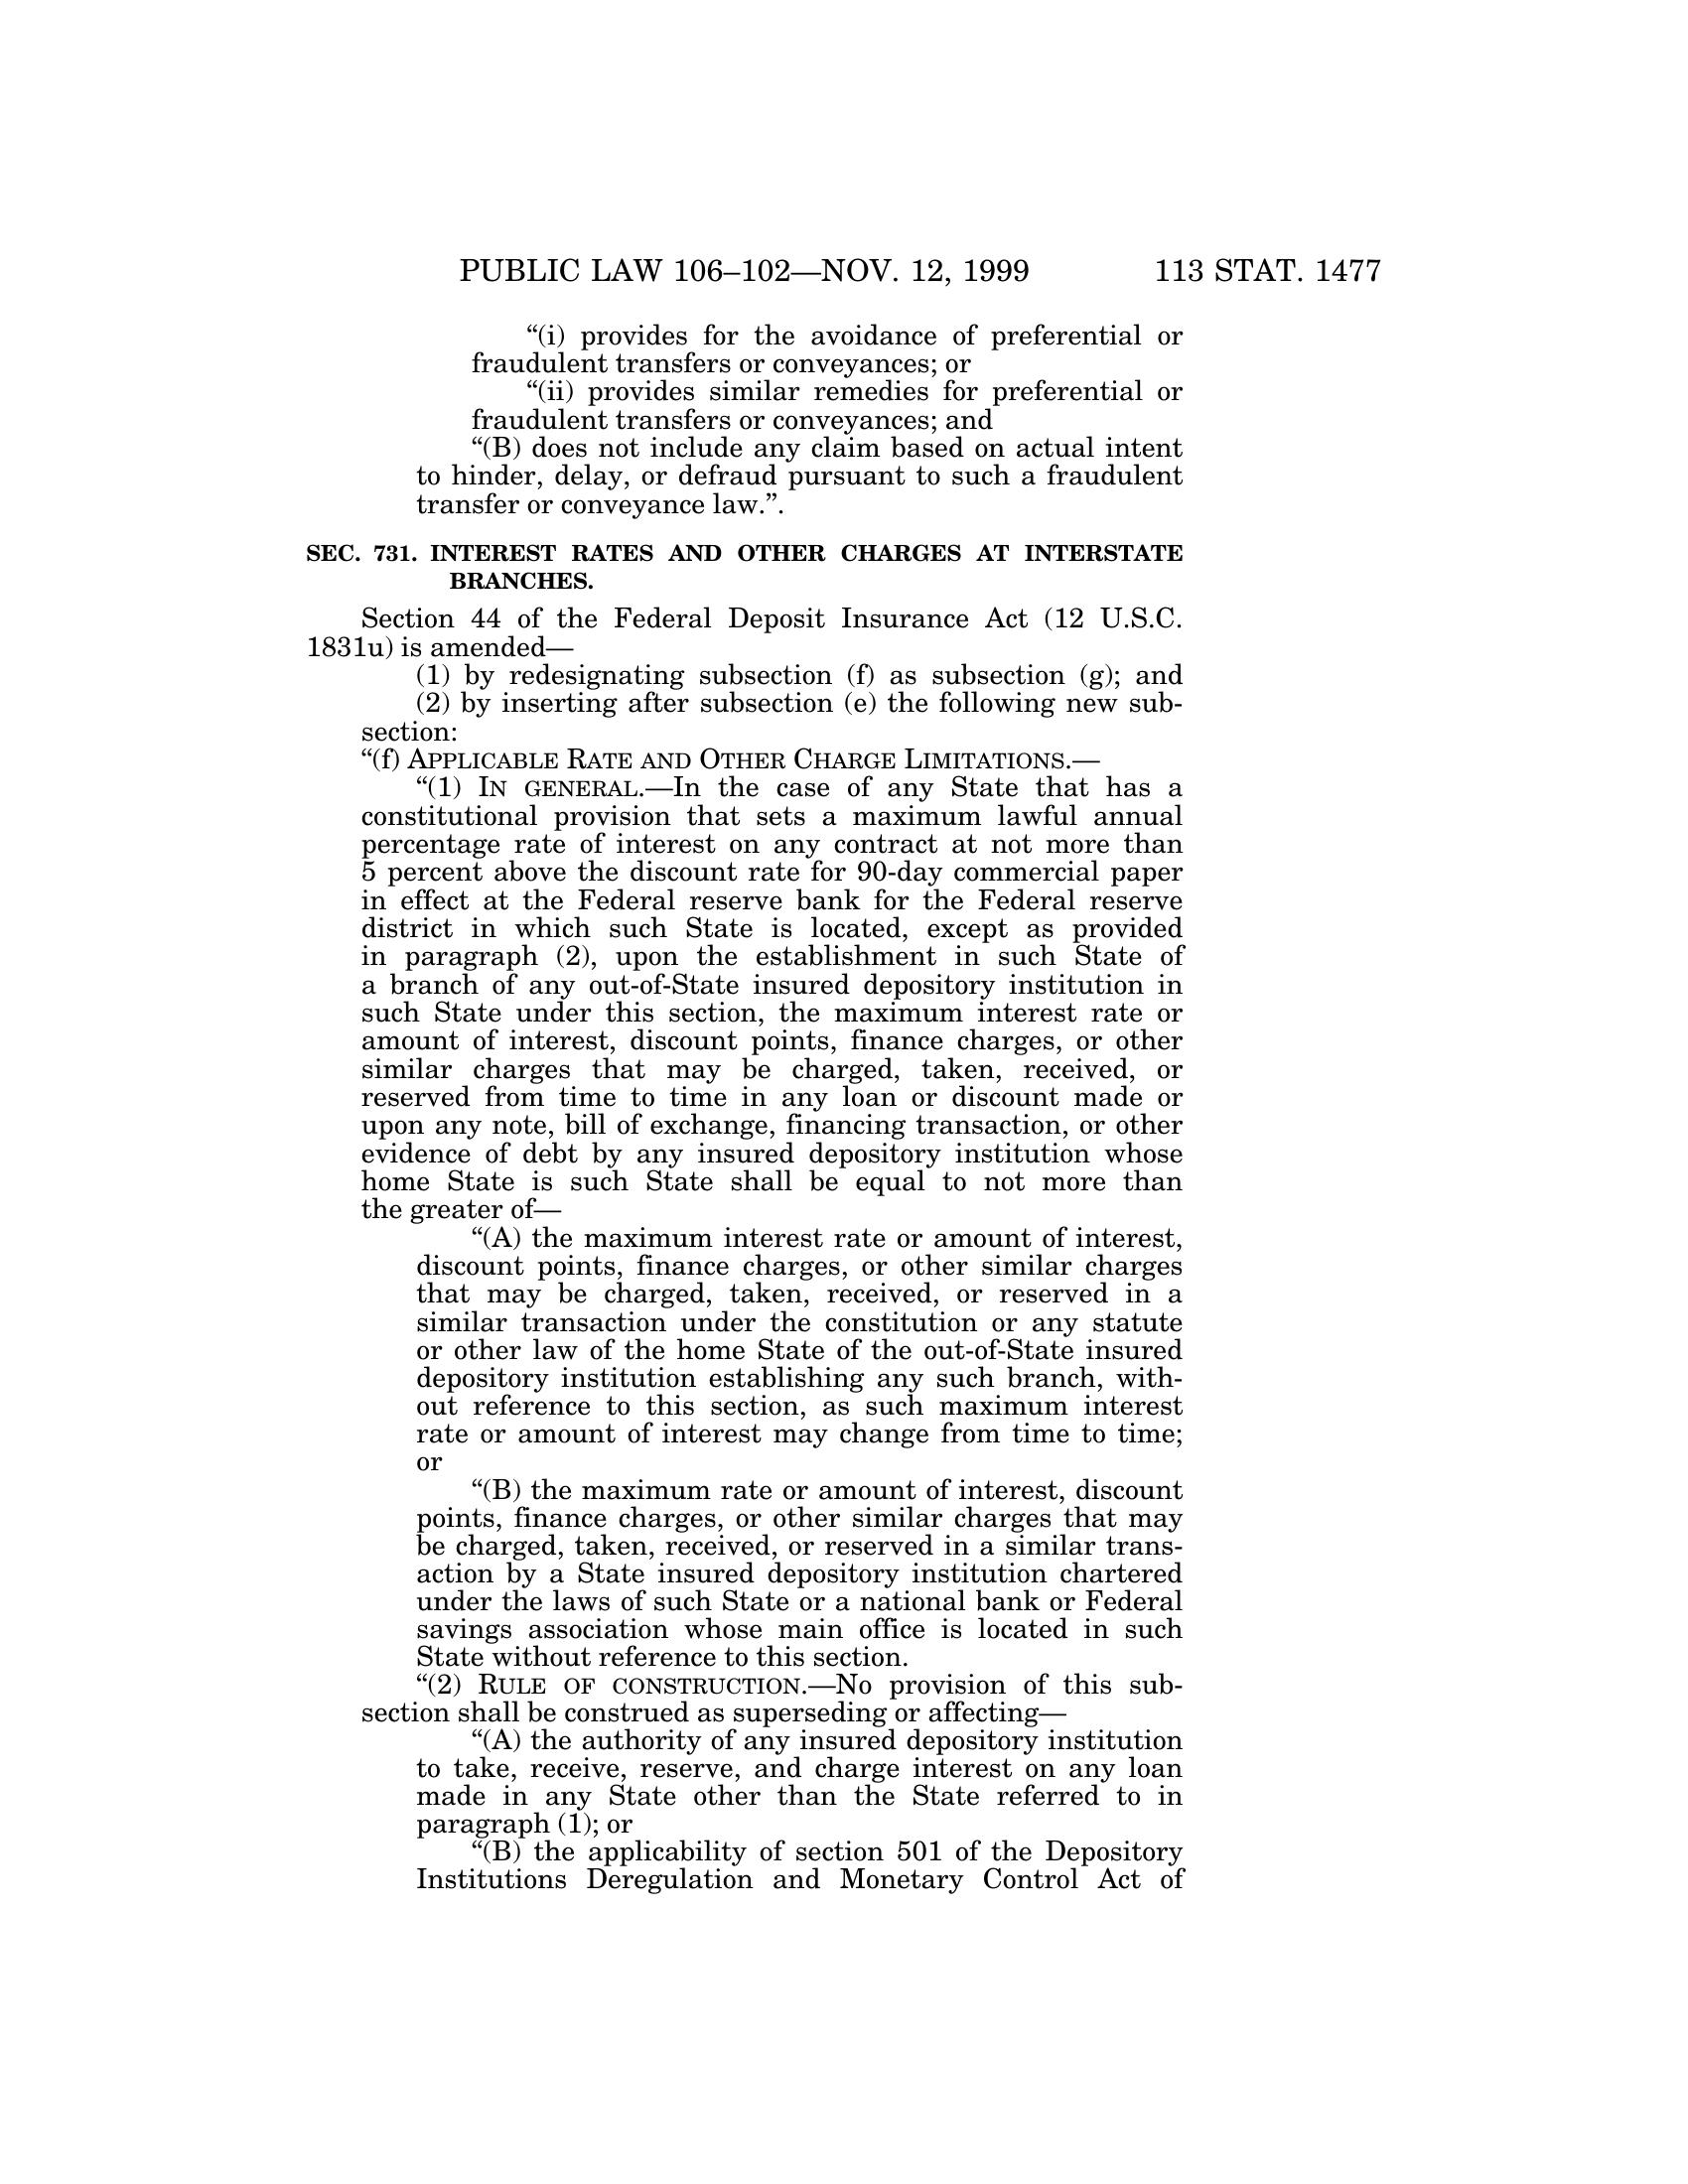 PUBLIC LAW 106–102—NOV. 12, 1999 113 STAT. 1477
“(i) provides for the avoidance of preferential or
fraudulent transfers or conveyances; or
“(ii) provides similar remedies for preferential or
fraudulent transfers or conveyances; and
“(B) does not include any claim based on actual intent
to hinder, delay, or defraud pursuant to such a fraudulent
transfer or conveyance law.”.
SEC. 731. INTEREST RATES AND OTHER CHARGES AT INTERSTATE
BRANCHES.
Section 44 of the Federal Deposit Insurance Act (12 U.S.C.
1831u) is amended—
(1) by redesignating subsection (f) as subsection (g); and
(2) by inserting after subsection (e) the following new sub-
section:
“(f) APPLICABLE RATE AND OTHER CHARGE LIMITATIONS.—
“(1) IN GENERAL.—In the case of any State that has a
constitutional provision that sets a maximum lawful annual
percentage rate of interest on any contract at not more than
5 percent above the discount rate for 90-day commercial paper
in effect at the Federal reserve bank for the Federal reserve
district in which such State is located, except as provided
in paragraph (2), upon the establishment in such State of
a branch of any out-of-State insured depository institution in
such State under this section, the maximum interest rate or
amount of interest, discount points, finance charges, or other
similar charges that may be charged, taken, received, or
reserved from time to time in any loan or discount made or
upon any note, bill of exchange, financing transaction, or other
evidence of debt by any insured depository institution whose
home State is such State shall be equal to not more than
the greater of—
“(A) the maximum interest rate or amount of interest,
discount points, finance charges, or other similar charges
that may be charged, taken, received, or reserved in a
similar transaction under the constitution or any statute
or other law of the home State of the out-of-State insured
depository institution establishing any such branch, with-
out reference to this section, as such maximum interest
rate or amount of interest may change from time to time;
or
“(B) the maximum rate or amount of interest, discount
points, finance charges, or other similar charges that may
be charged, taken, received, or reserved in a similar trans-
action by a State insured depository institution chartered
under the laws of such State or a national bank or Federal
savings association whose main office is located in such
State without reference to this section.
“(2) RULE OF CONSTRUCTION.—No provision of this sub-
section shall be construed as superseding or affecting—
“(A) the authority of any insured depository institution
to take, receive, reserve, and charge interest on any loan
made in any State other than the State referred to in
paragraph (1); or
“(B) the applicability of section 501 of the Depository
Institutions Deregulation and Monetary Control Act of